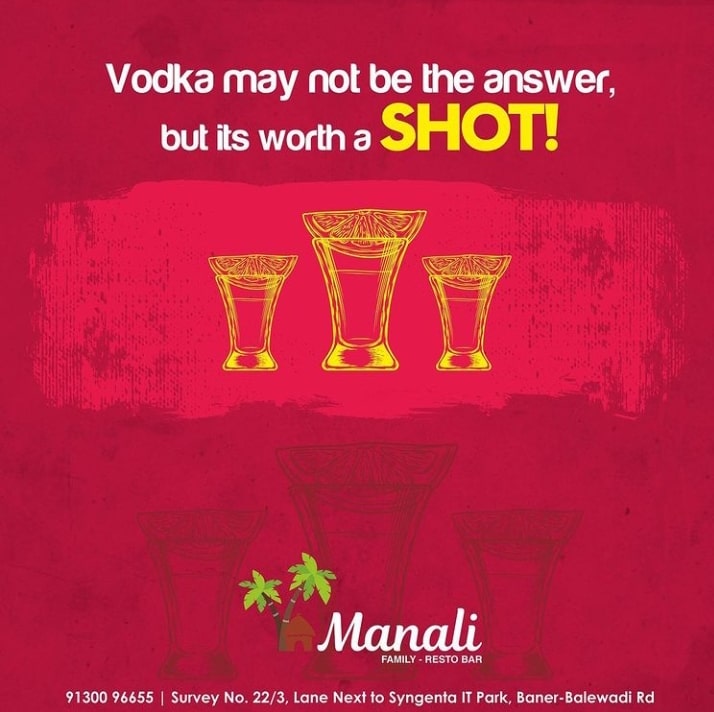 Vodka may not be the answer,
but its worth a SHOT!
Manali
FAMILY - RESTO BAR
91300 96655 | Survey No. 22/3, Lane Next to Syngenta IT Park, Baner-Balewadi Rd